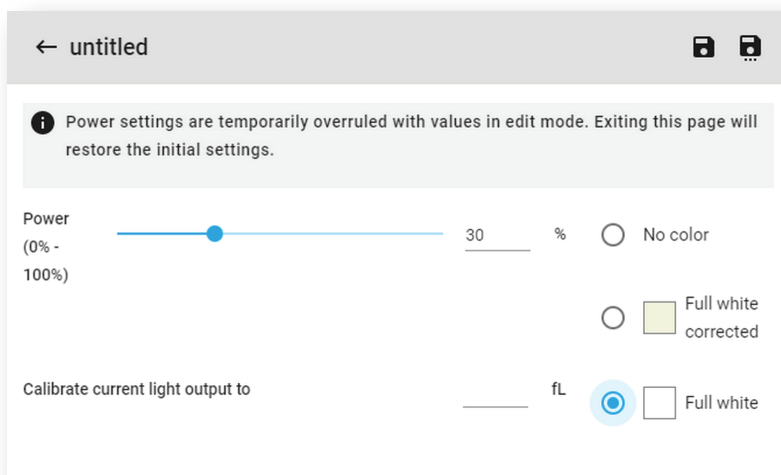 untitled
Power settings are temporarily overruled with values in edit mode. Exiting this page will
restore the initial settings.
Power
(0% -
100%)
30 %
No color
Full white
corrected
Calibrate current light output to
fL
Full white